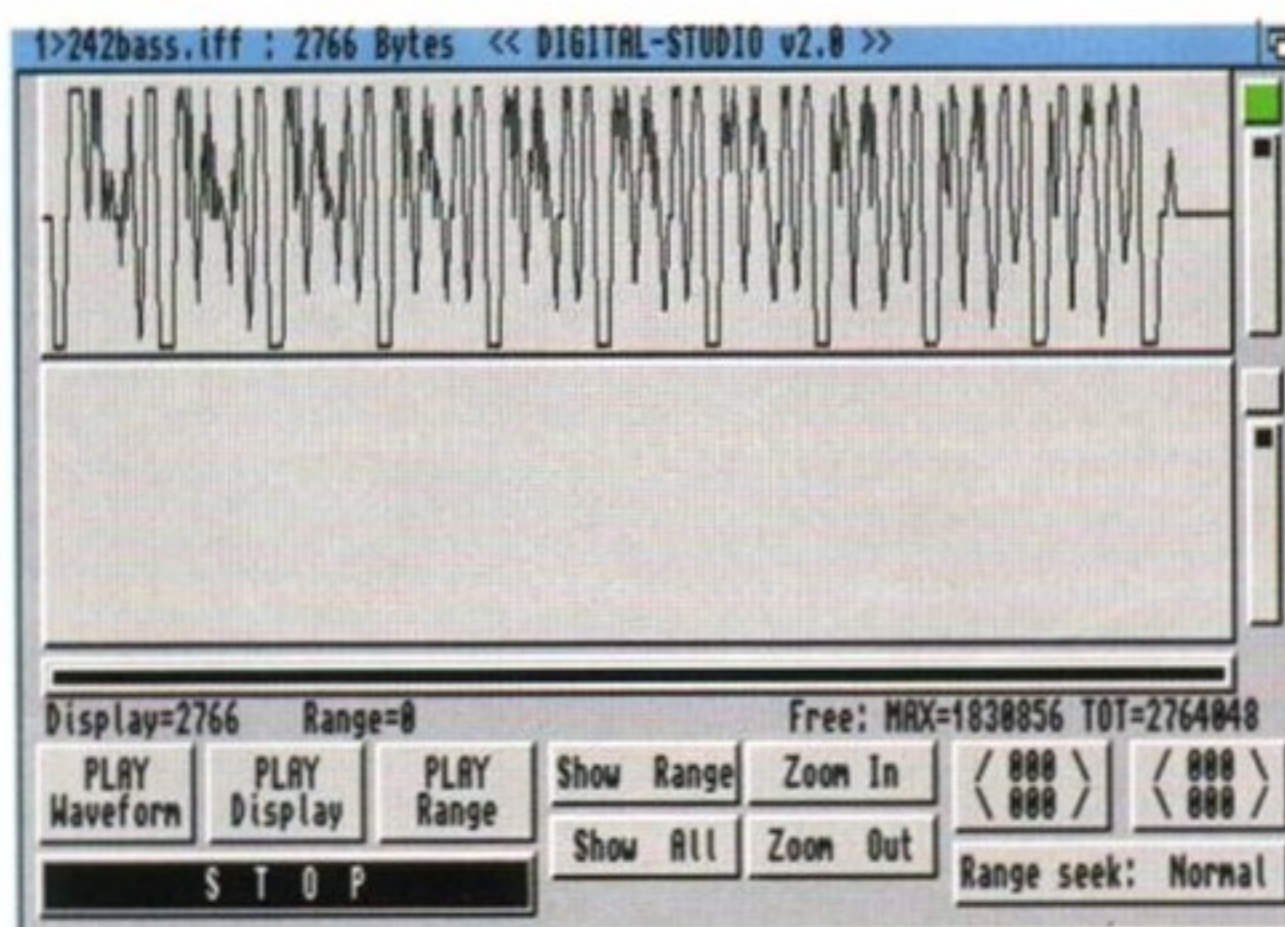 1>242bass.iff : 2766 Bytes << DIGITAL-STUDIO v2.0 >>
Display=2766 Range=0 Free: MAX=1830856 TOT=2764048
PLAY Waveform
PLAY Display
PLAY Range
Show Range
Zoom In
/ 000 \
\ 000 /
/ 000 \
\ 000 /
Show All
Zoom Out
STOP
Range seek: Normal